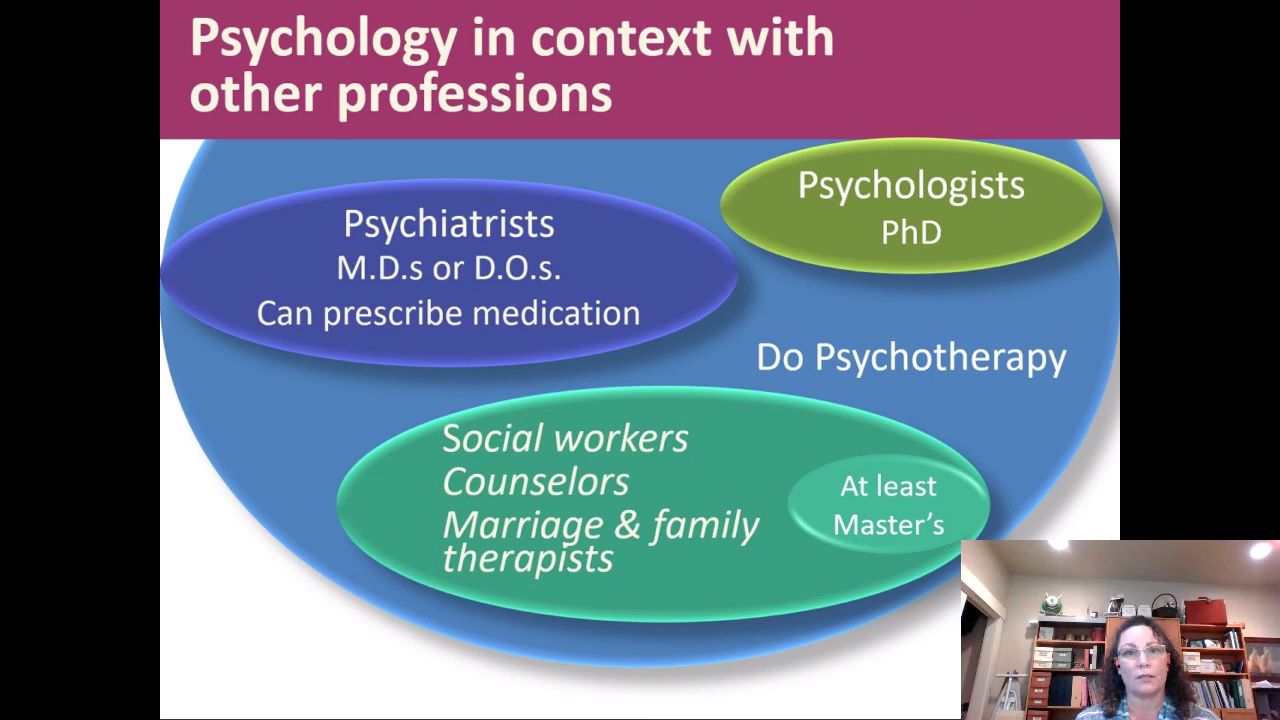 Psychology in context with
other professions
Psychiatrists
M.D.s or D.O.s.
Can prescribe medication
Psychologists
PhD
Do Psychotherapy
Social workers
Counselors
Marriage & family
therapists
At least
Master's